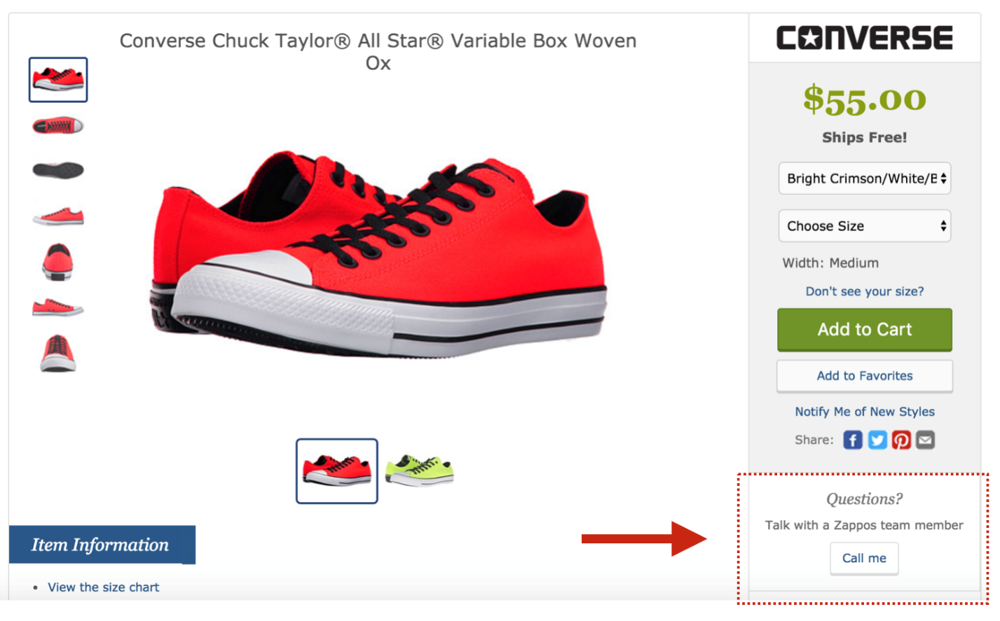 Converse Chuck Taylor® All Star® Variable Box Woven
Ox
CONVERSE
$55.00
Ships Free!
Bright Crimson/White/B
Choose Size
Width: Medium
Don't see your size?
Add to Cart
Add to Favorites
Notify Me of New Styles
Share:
Questions?
Talk with a Zappos team member
Call me
Item Information
• View the size chart